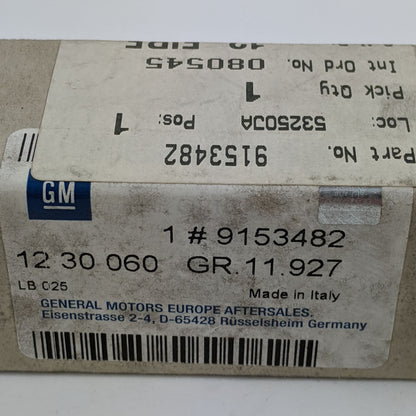 Part No. 9153482
Loc: 532500A Pos: 1
Pick Qty 1
Int Ord No. 080545
GM
1 # 9153482
12 30 060 GR.11.927
LB 025 Made in Italy
GENERAL MOTORS EUROPE AFTERSALES.
Eisenstrasse 2-4, D-65428 Rüsselsheim Germany